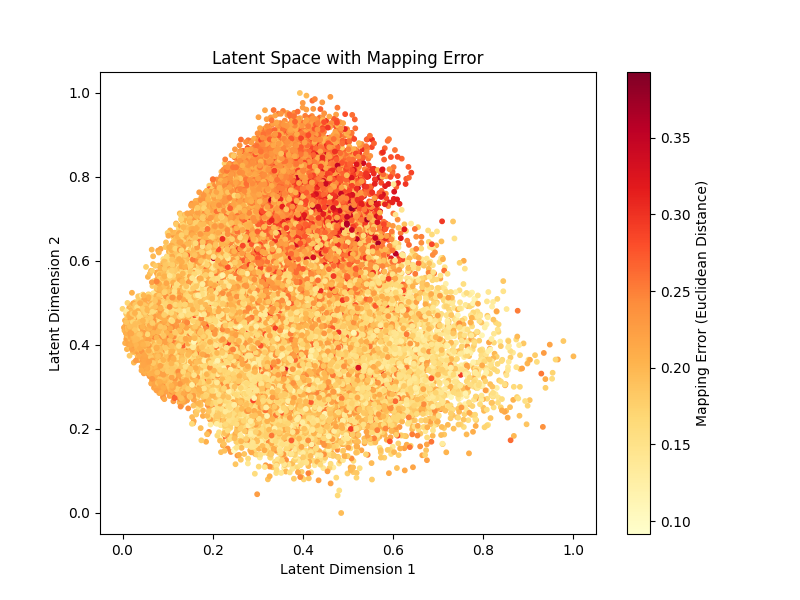 Latent Space with Mapping Error
1.0
0.8
0.6
0.4
0.2
0.0
Latent Dimension 2
0.0 0.2 0.4 0.6 0.8 1.0
Latent Dimension 1
0.35
0.30
0.25
0.20
0.15
0.10
Mapping Error (Euclidean Distance)